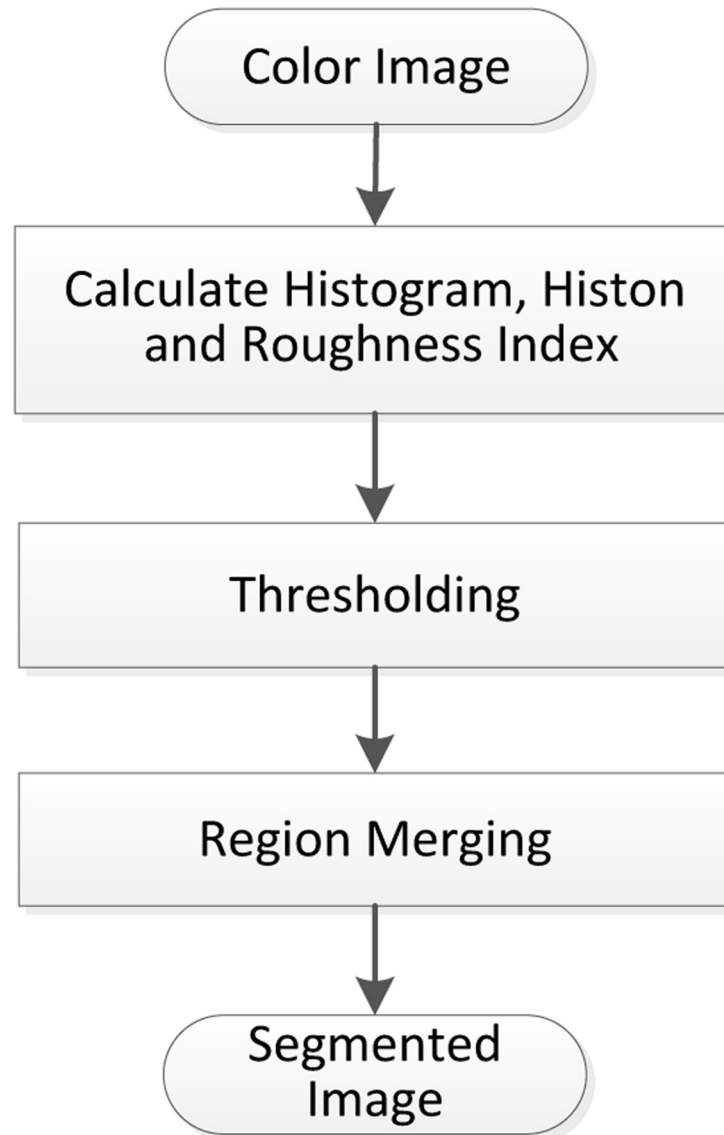 Color Image
Calculate Histogram, Histon
and Roughness Index
Thresholding
Region Merging
Segmented
Image